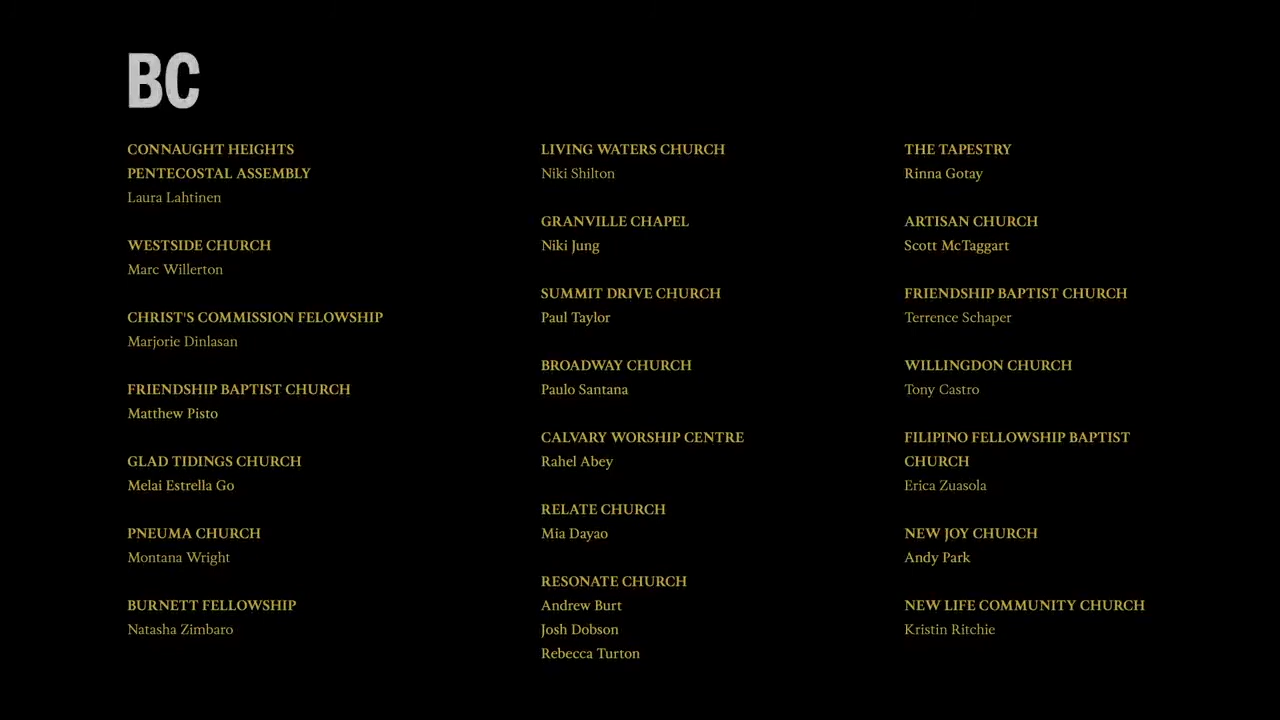 BC
CONNAUGHT HEIGHTS
PENTECOSTAL ASSEMBLY
Laura Lahtinen
WESTSIDE CHURCH
Marc Willerton
CHRIST'S COMMISSION FELOWSHIP
Marjorie Dinlasan
FRIENDSHIP BAPTIST CHURCH
Matthew Pisto
GLAD TIDINGS CHURCH
Melai Estrella Go
PNEUMA CHURCH
Montana Wright
BURNETT FELLOWSHIP
Natasha Zimbaro
LIVING WATERS CHURCH
Niki Shilton
GRANVILLE CHAPEL
Niki Jung
SUMMIT DRIVE CHURCH
Paul Taylor
BROADWAY CHURCH
Paulo Santana
CALVARY WORSHIP CENTRE
Rahel Abey
RELATE CHURCH
Mia Dayao
RESONATE CHURCH
Andrew Burt
Josh Dobson
Rebecca Turton
THE TAPESTRY
Rinna Gotay
ARTISAN CHURCH
Scott McTaggart
FRIENDSHIP BAPTIST CHURCH
Terrence Schaper
WILLINGDON CHURCH
Tony Castro
FILIPINO FELLOWSHIP BAPTIST
CHURCH
Erica Zuasola
NEW JOY CHURCH
Andy Park
NEW LIFE COMMUNITY CHURCH
Kristin Ritchie